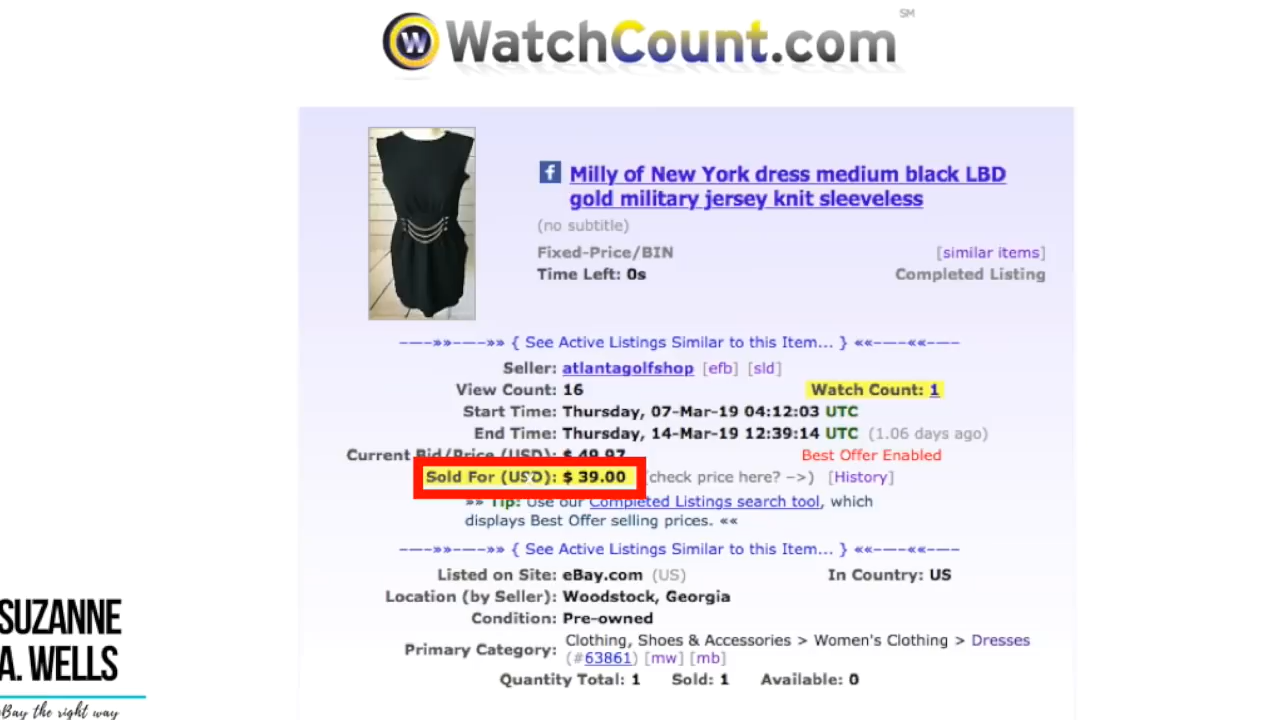 WatchCount.com SM
Milly of New York dress medium black LBD
gold military jersey knit sleeveless
(no subtitle)
Fixed-Price/BIN [similar items]
Time Left: 0s Completed Listing
———»»———»» { See Active Listings Similar to this Item... } ««———««———
Seller: atlantagolfshop [efb] [sld]
View Count: 16 Watch Count: 1
Start Time: Thursday, 07-Mar-19 04:12:03 UTC
End Time: Thursday, 14-Mar-19 12:39:14 UTC (1.06 days ago)
Current Bid/Price (USD): $ 49.97 Best Offer Enabled
Sold For (USD): $ 39.00 (check price here? —>) [History]
»» Tip: Use our Completed Listings search tool, which
displays Best Offer selling prices. ««
———»»———»» { See Active Listings Similar to this Item... } ««———««———
Listed on Site: eBay.com (US) In Country: US
Location (by Seller): Woodstock, Georgia
Condition: Pre-owned
Primary Category: Clothing, Shoes & Accessories > Women's Clothing > Dresses
(#63861) [mw] [mb]
Quantity Total: 1 Sold: 1 Available: 0
SUZANNE
A. WELLS
eBay the right way